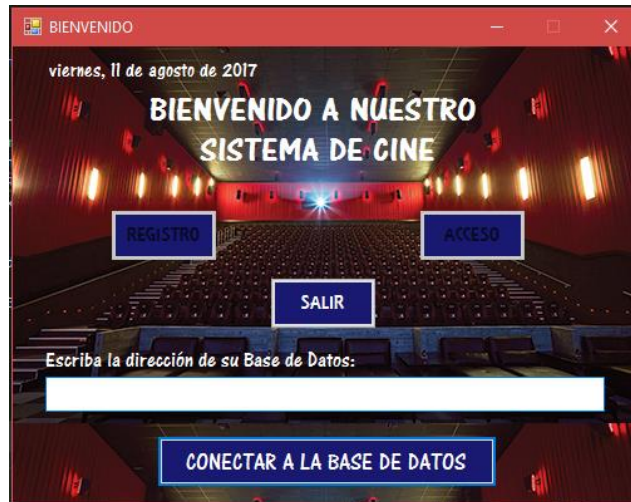 BIENVENIDO
viernes, 11 de agosto de 2017
BIENVENIDO A NUESTRO
SISTEMA DE CINE
REGISTRO
ACCESO
SALIR
Escriba la dirección de su Base de Datos:
CONECTAR A LA BASE DE DATOS